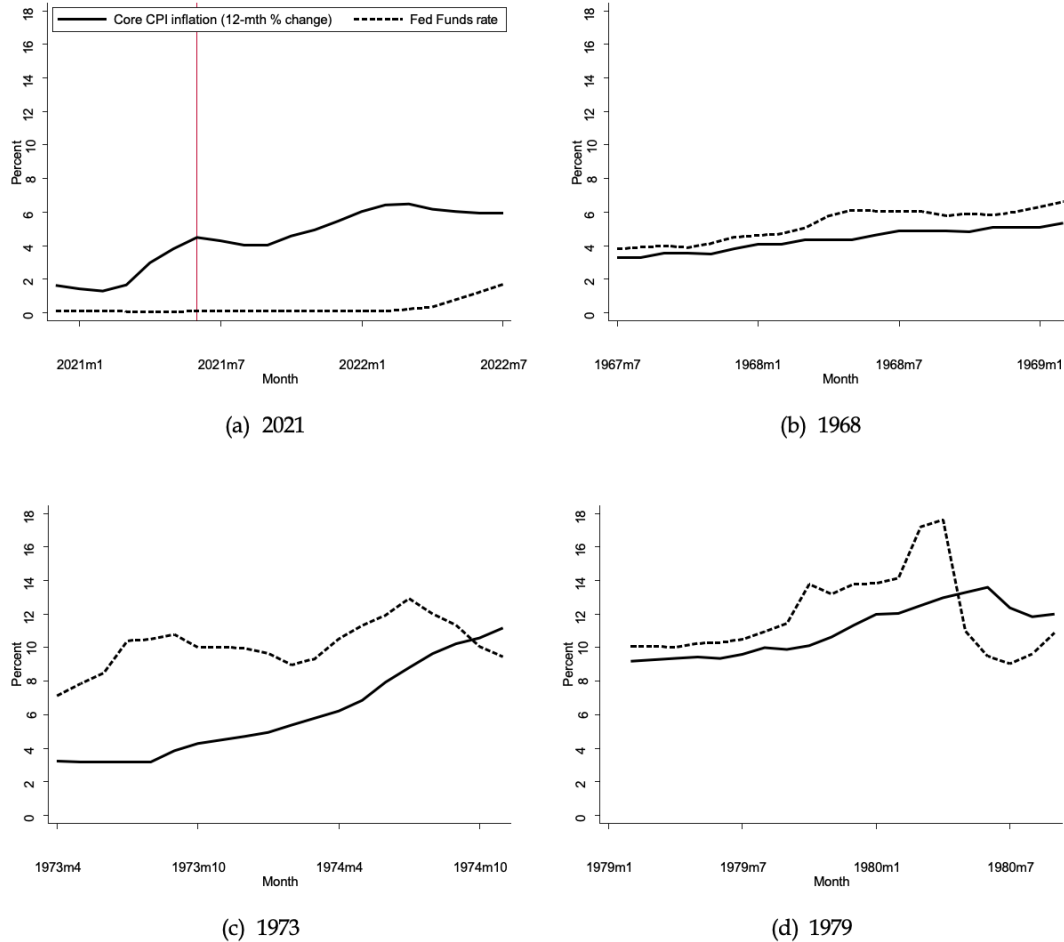 Core CPI inflation (12-mth % change) Fed Funds rate
Percent
0 2 4 6 8 10 12 14 16 18
2021m1 2021m7 2022m1 2022m7
Month
(a) 2021
Percent
0 2 4 6 8 10 12 14 16 18
1967m7 1968m1 1968m7 1969m1
Month
(b) 1968
Percent
0 2 4 6 8 10 12 14 16 18
1973m4 1973m10 1974m4 1974m10
Month
(c) 1973
Percent
0 2 4 6 8 10 12 14 16 18
1979m1 1979m7 1980m1 1980m7
Month
(d) 1979